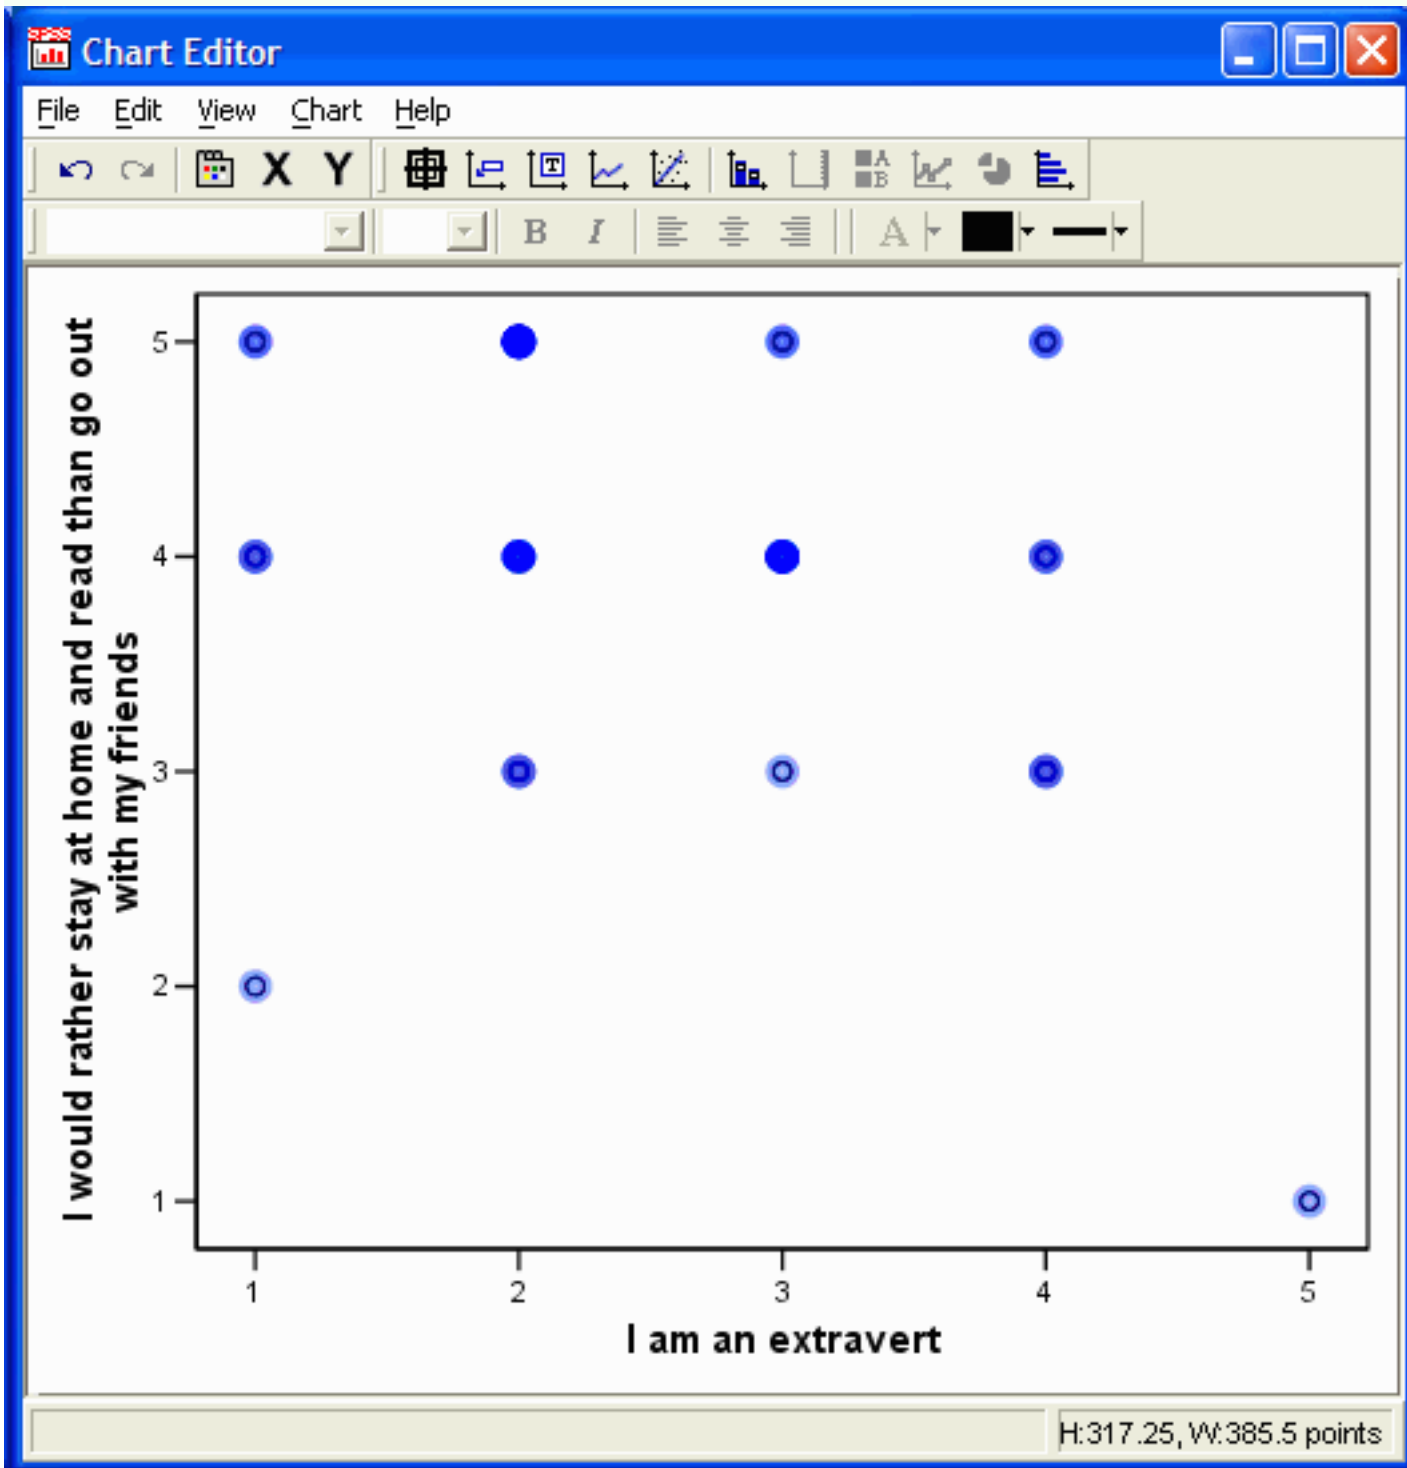 Chart Editor
File Edit View Chart Help
X Y T A B
B I A
I would rather stay at home and read than go out
with my friends
5
4
3
2
1
1 2 3 4 5
I am an extravert
H:317.25, W:385.5 points